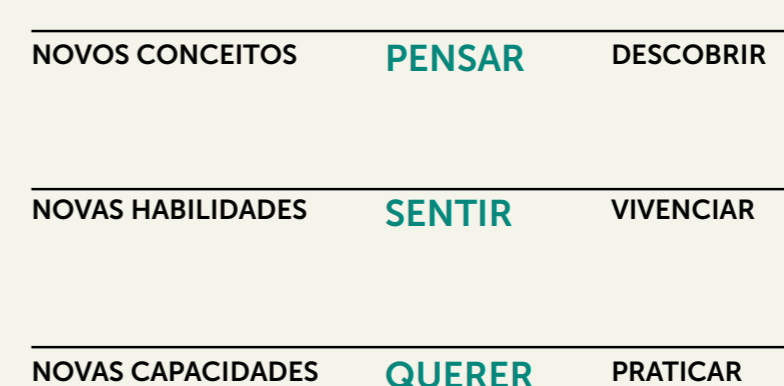 NOVOS CONCEITOS PENSAR DESCOBRIR
NOVAS HABILIDADES SENTIR VIVENCIAR
NOVAS CAPACIDADES QUERER PRATICAR